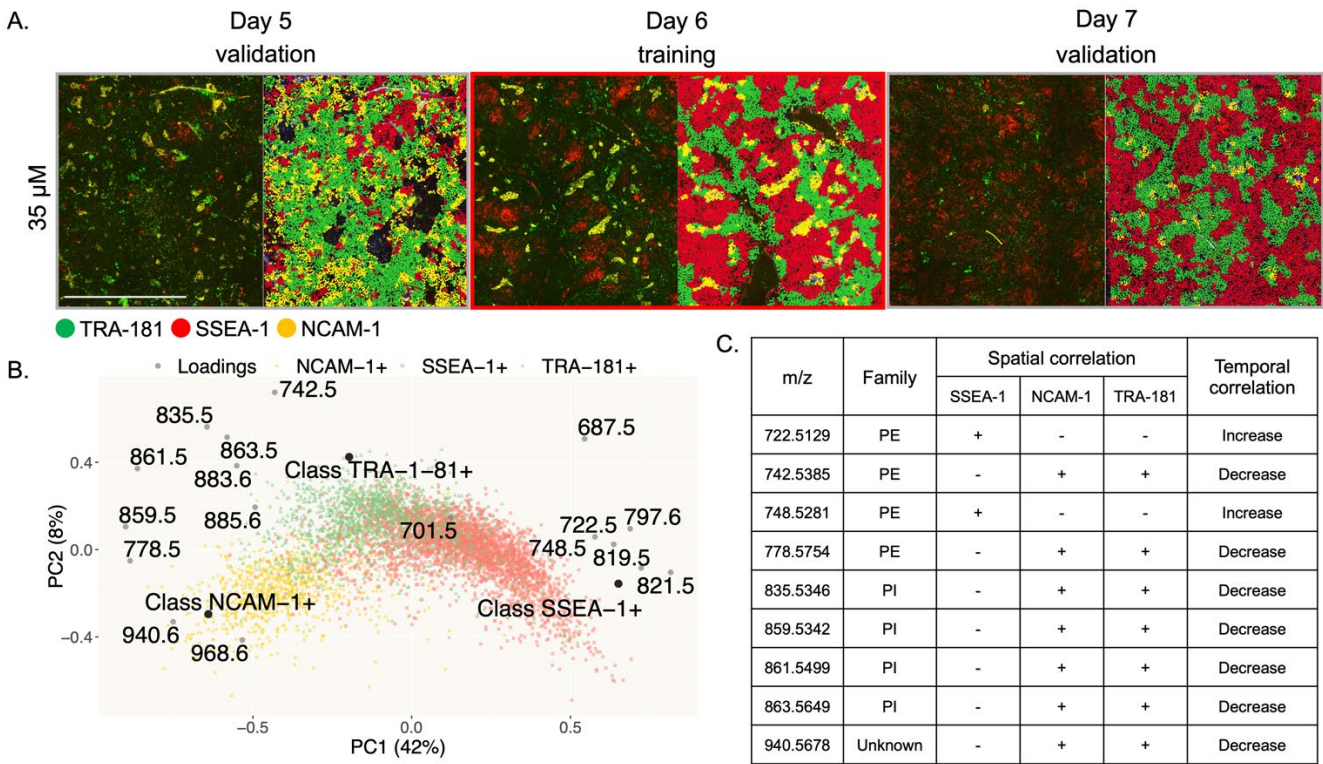 A.
Day 5
validation
Day 6
training
Day 7
validation
35 µM
TRA-181 SSEA-1 NCAM-1
B.
Loadings NCAM−1+ SSEA−1+ TRA−181+
742.5
835.5
687.5
863.5
861.5
Class TRA−1−81+
883.6
885.6
859.5
701.5
722.5
797.6
778.5
748.5
819.5
821.5
Class NCAM−1+
Class SSEA−1+
940.6
968.6
0.4
0.0
−0.4
PC2 (8%)
−0.5 0.0 0.5
PC1 (42%)
C.
m/z Family Spatial correlation Temporal correlation
SSEA-1 NCAM-1 TRA-181
722.5129 PE + - - Increase
742.5385 PE - + + Decrease
748.5281 PE + - - Increase
778.5754 PE - + + Decrease
835.5346 PI - + + Decrease
859.5342 PI - + + Decrease
861.5499 PI - + + Decrease
863.5649 PI - + + Decrease
940.5678 Unknown - + + Decrease